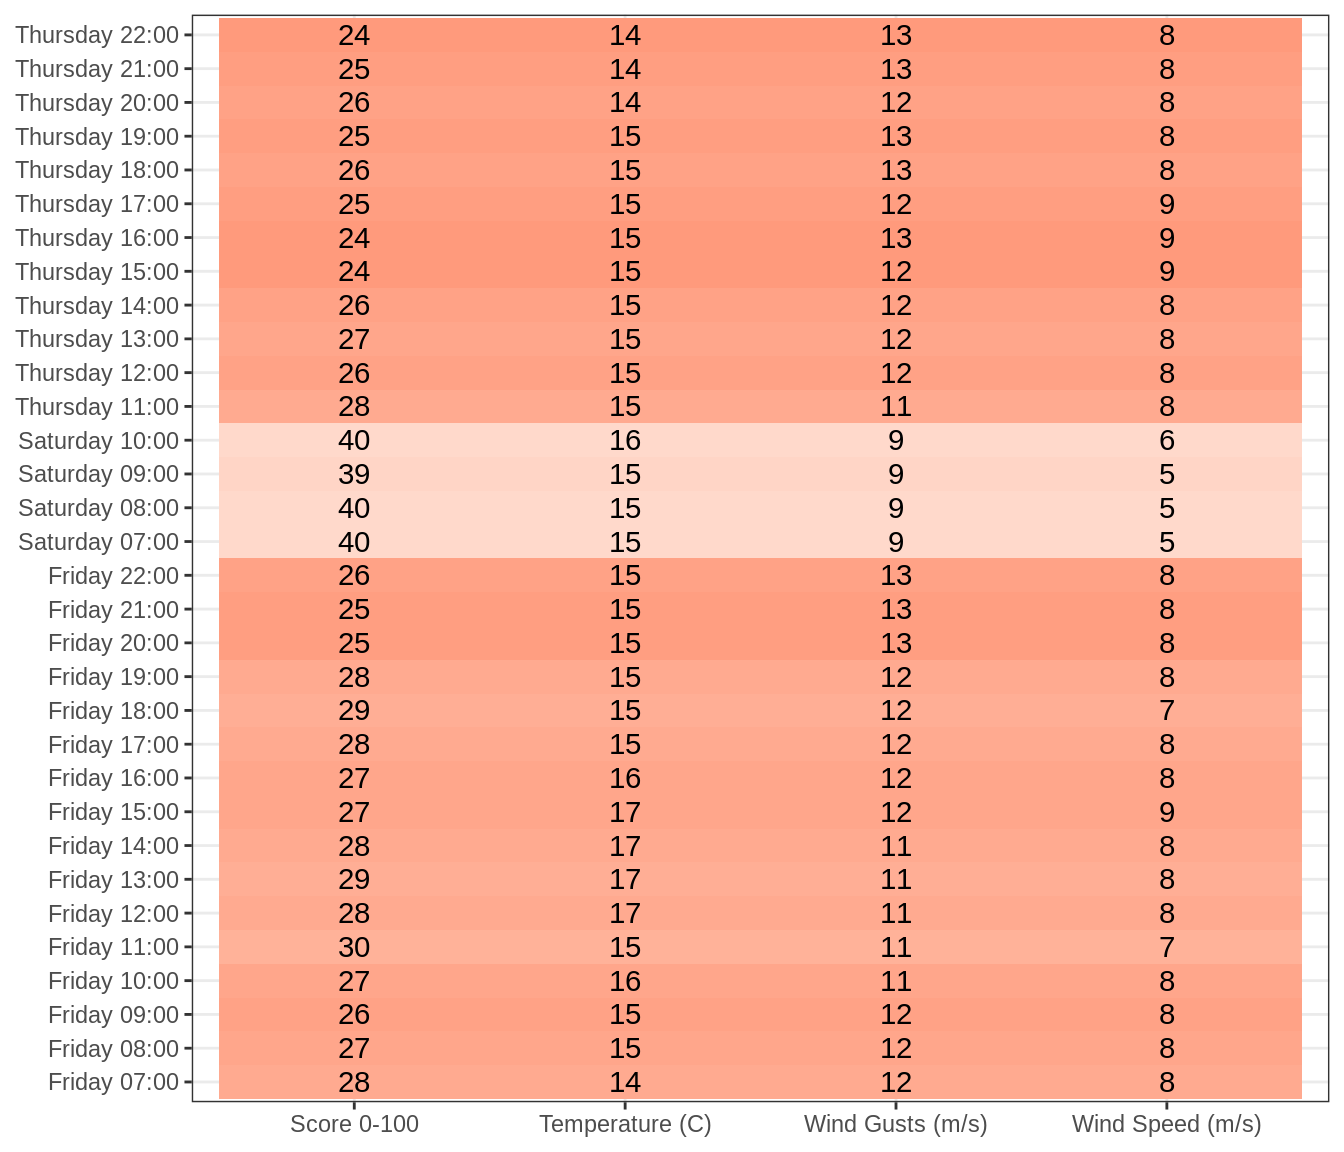 Thursday 22:00 24 14 13 8
Thursday 21:00 25 14 13 8
Thursday 20:00 26 14 12 8
Thursday 19:00 25 15 13 8
Thursday 18:00 26 15 13 8
Thursday 17:00 25 15 12 9
Thursday 16:00 24 15 13 9
Thursday 15:00 24 15 12 9
Thursday 14:00 26 15 12 8
Thursday 13:00 27 15 12 8
Thursday 12:00 26 15 12 8
Thursday 11:00 28 15 11 8
Saturday 10:00 40 16 9 6
Saturday 09:00 39 15 9 5
Saturday 08:00 40 15 9 5
Saturday 07:00 40 15 9 5
Friday 22:00 26 15 13 8
Friday 21:00 25 15 13 8
Friday 20:00 25 15 13 8
Friday 19:00 28 15 12 8
Friday 18:00 29 15 12 7
Friday 17:00 28 15 12 8
Friday 16:00 27 16 12 8
Friday 15:00 27 17 12 9
Friday 14:00 28 17 11 8
Friday 13:00 29 17 11 8
Friday 12:00 28 17 11 8
Friday 11:00 30 15 11 7
Friday 10:00 27 16 11 8
Friday 09:00 26 15 12 8
Friday 08:00 27 15 12 8
Friday 07:00 28 14 12 8
Score 0-100 Temperature (C) Wind Gusts (m/s) Wind Speed (m/s)